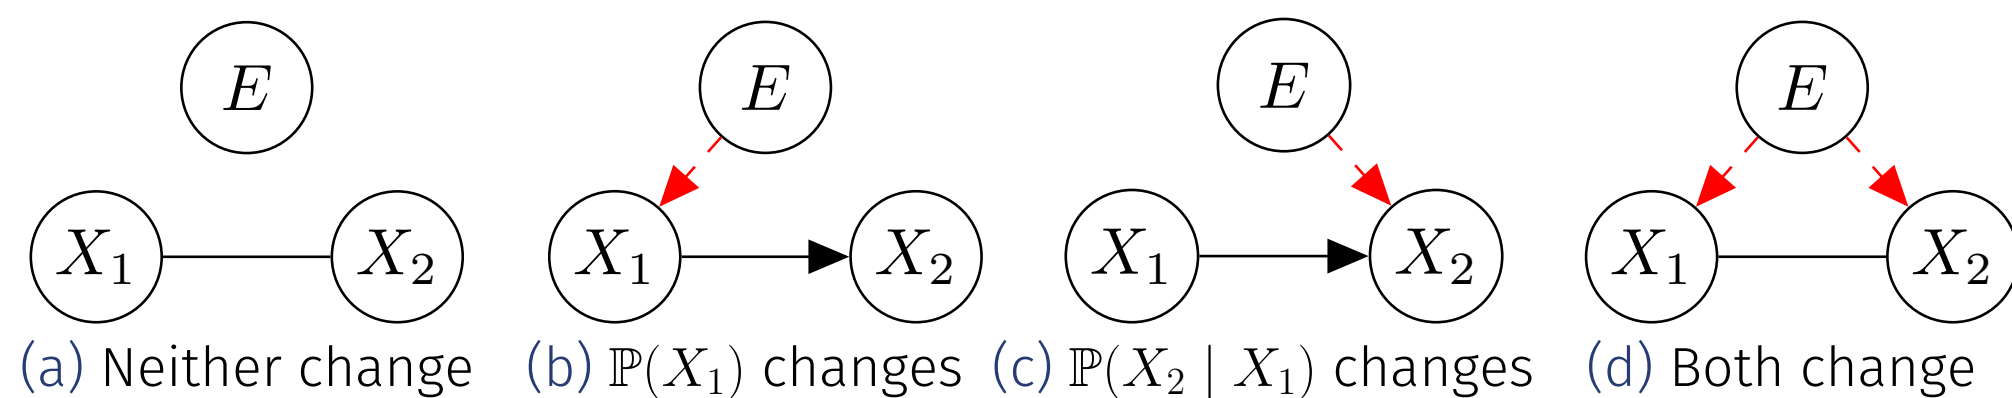 E E E E
X₁ X₂ X₁ X₂ X₁ X₂ X₁ X₂
(a) Neither change (b) ℙ(X₁) changes (c) ℙ(X₂ | X₁) changes (d) Both change